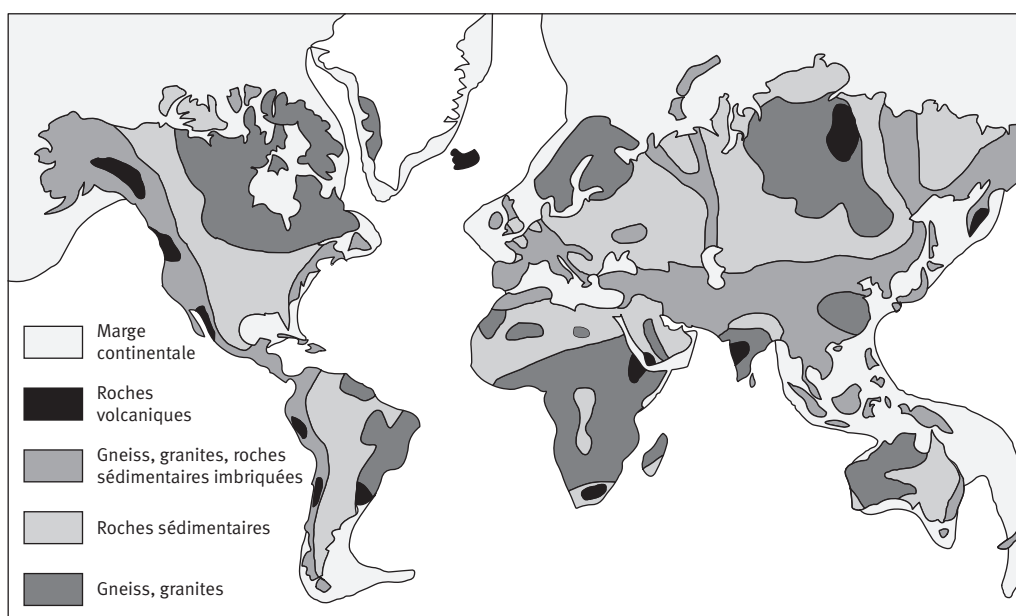 Marge
continentale
Roches
volcaniques
Gneiss, granites, roches
sédimentaires imbriquées
Roches sédimentaires
Gneiss, granites